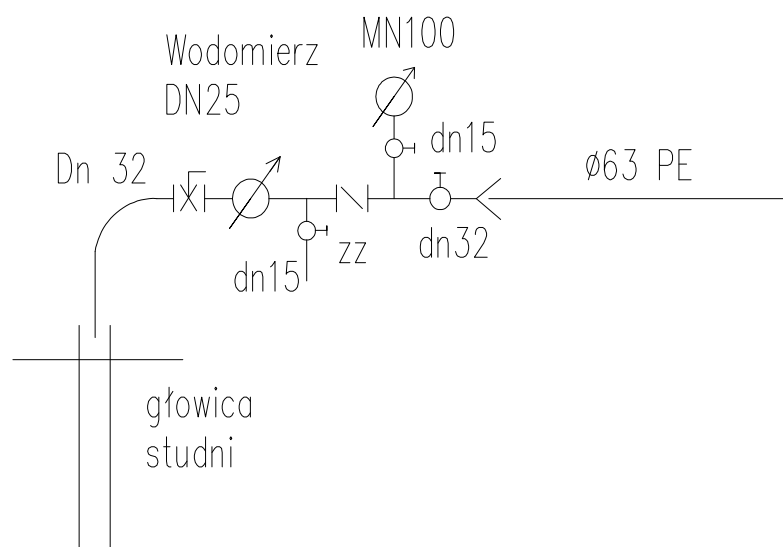 MN100
Wodomierz
DN25
dn15
Dn 32
ø63 PE
zz
dn32
dn15
głowica
studni